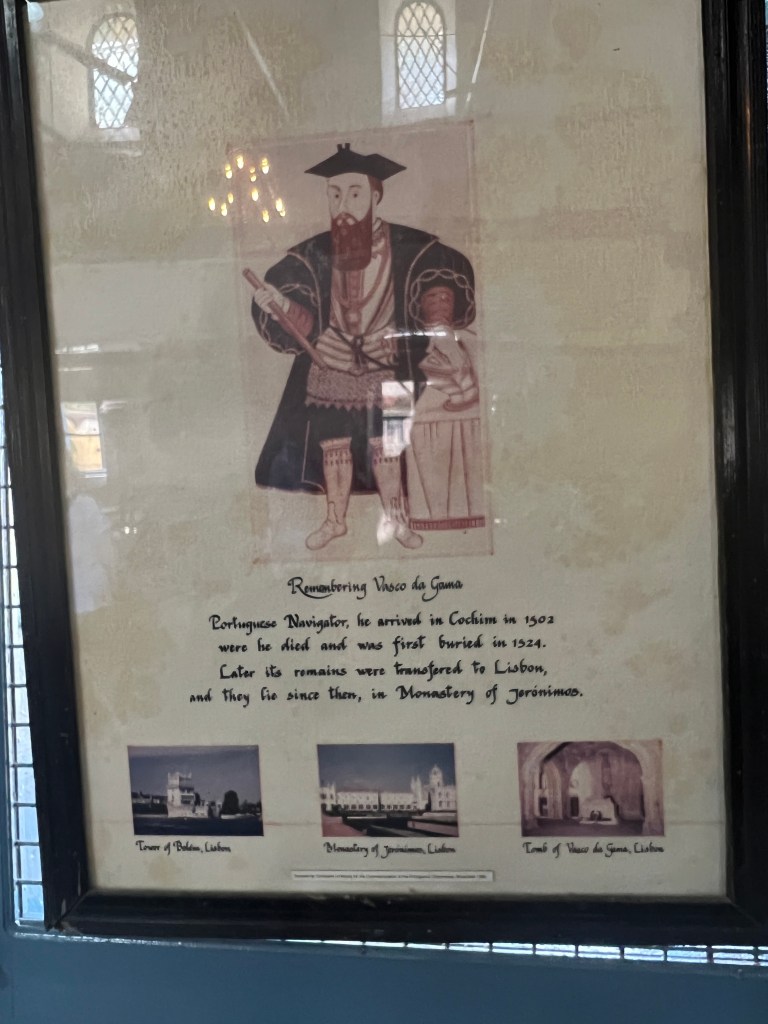 Remembering Vasco da Gama
Portuguese Navigator, he arrived in Cochim in 1502
were he died and was first buried in 1524.
Later its remains were transfered to Lisbon,
and they lie since then, in Monastery of Jerónimos.
Tower of Belém, Lisbon
Monastery of Jerónimos, Lisbon
Tomb of Vasco da Gama, Lisbon